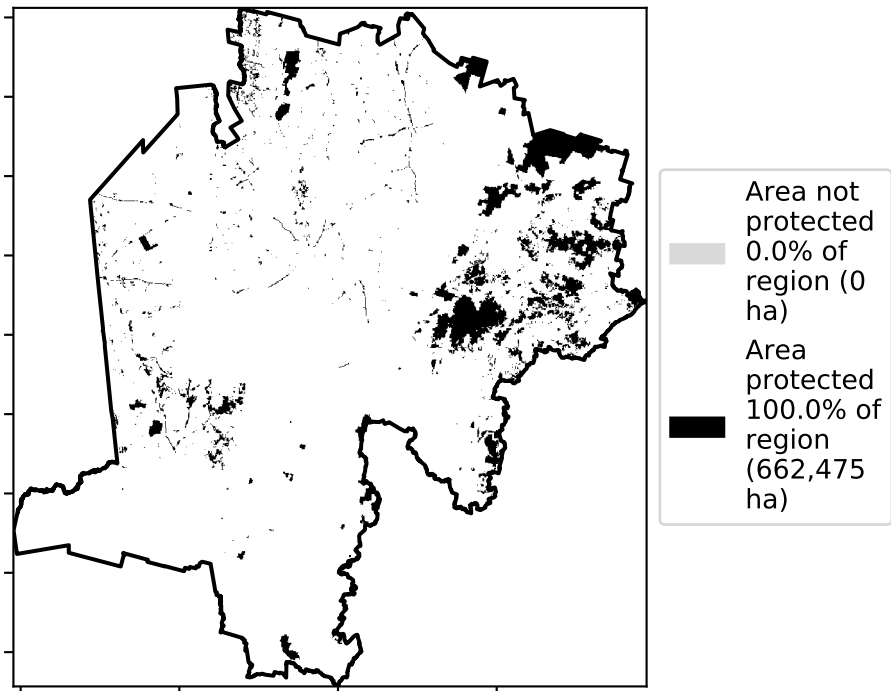 Area not
protected
0.0% of
region (0
ha)
Area
protected
100.0% of
region
(662,475
ha)